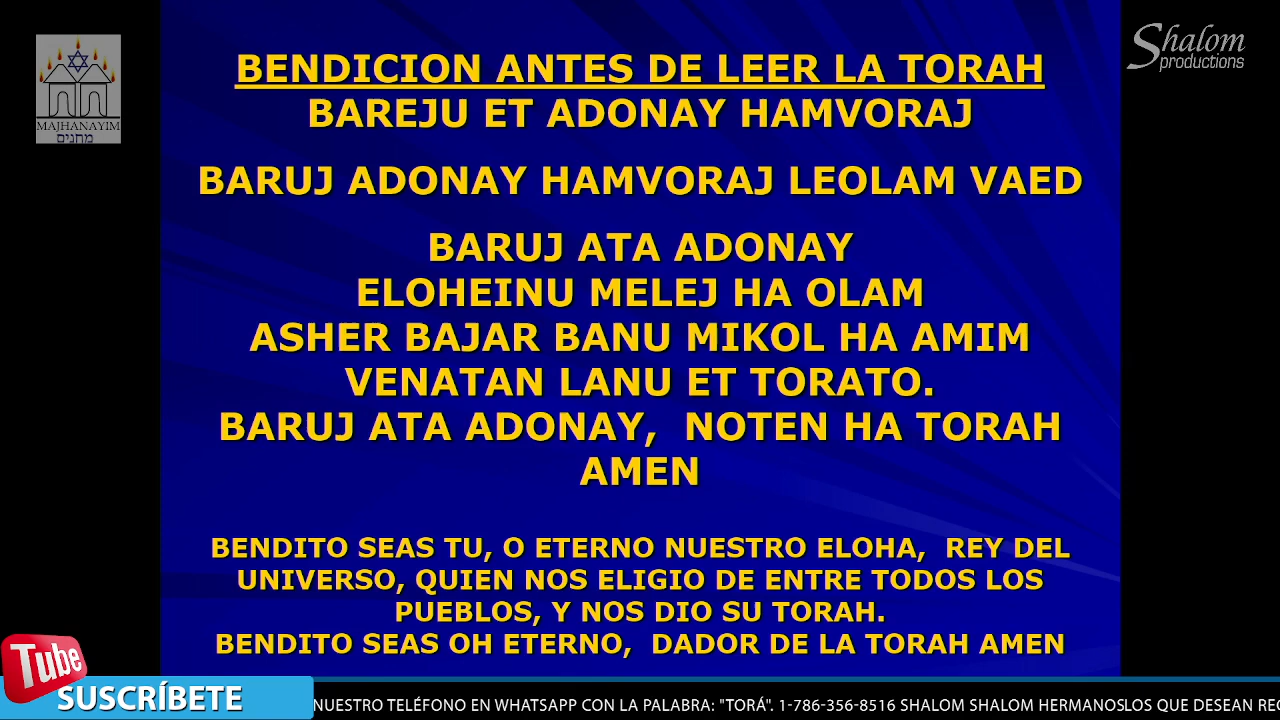 MAJHANAYIM
מחנים
Shalom
productions
BENDICION ANTES DE LEER LA TORAH
BAREJU ET ADONAY HAMVORAJ
BARUJ ADONAY HAMVORAJ LEOLAM VAED
BARUJ ATA ADONAY
ELOHEINU MELEJ HA OLAM
ASHER BAJAR BANU MIKOL HA AMIM
VENATAN LANU ET TORATO.
BARUJ ATA ADONAY, NOTEN HA TORAH
AMEN
BENDITO SEAS TU, O ETERNO NUESTRO ELOHA, REY DEL
UNIVERSO, QUIEN NOS ELIGIO DE ENTRE TODOS LOS
PUEBLOS, Y NOS DIO SU TORAH.
BENDITO SEAS OH ETERNO, DADOR DE LA TORAH AMEN
Tube
SUSCRÍBETE
NUESTRO TELÉFONO EN WHATSAPP CON LA PALABRA: "TORÁ". 1-786-356-8516 SHALOM SHALOM HERMANOSLOS QUE DESEAN REC